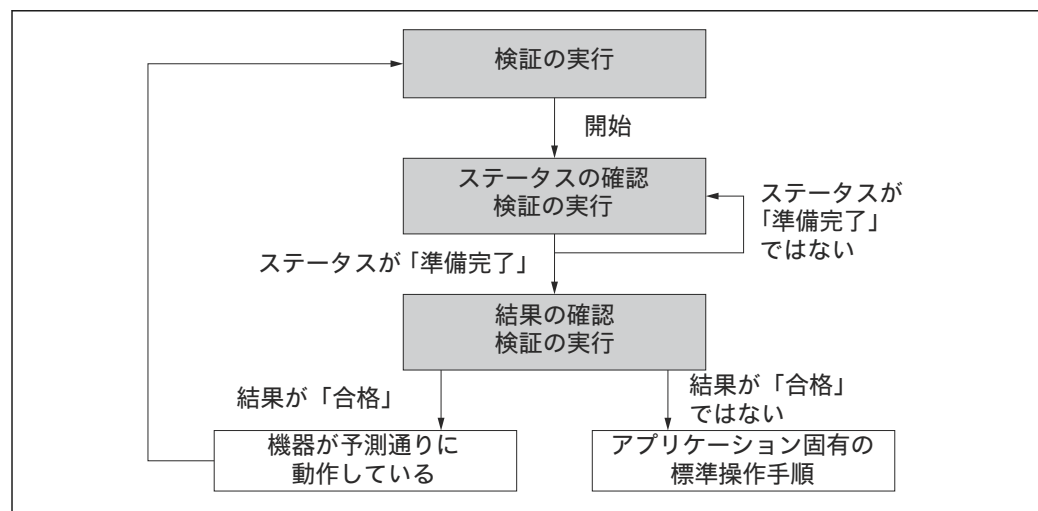 検証の実行
開始
ステータスの確認
検証の実行
ステータスが
「準備完了」
ではない
ステータスが「準備完了」
結果の確認
検証の実行
結果が「合格」
結果が「合格」
ではない
機器が予測通りに
動作している
アプリケーション固有の
標準操作手順